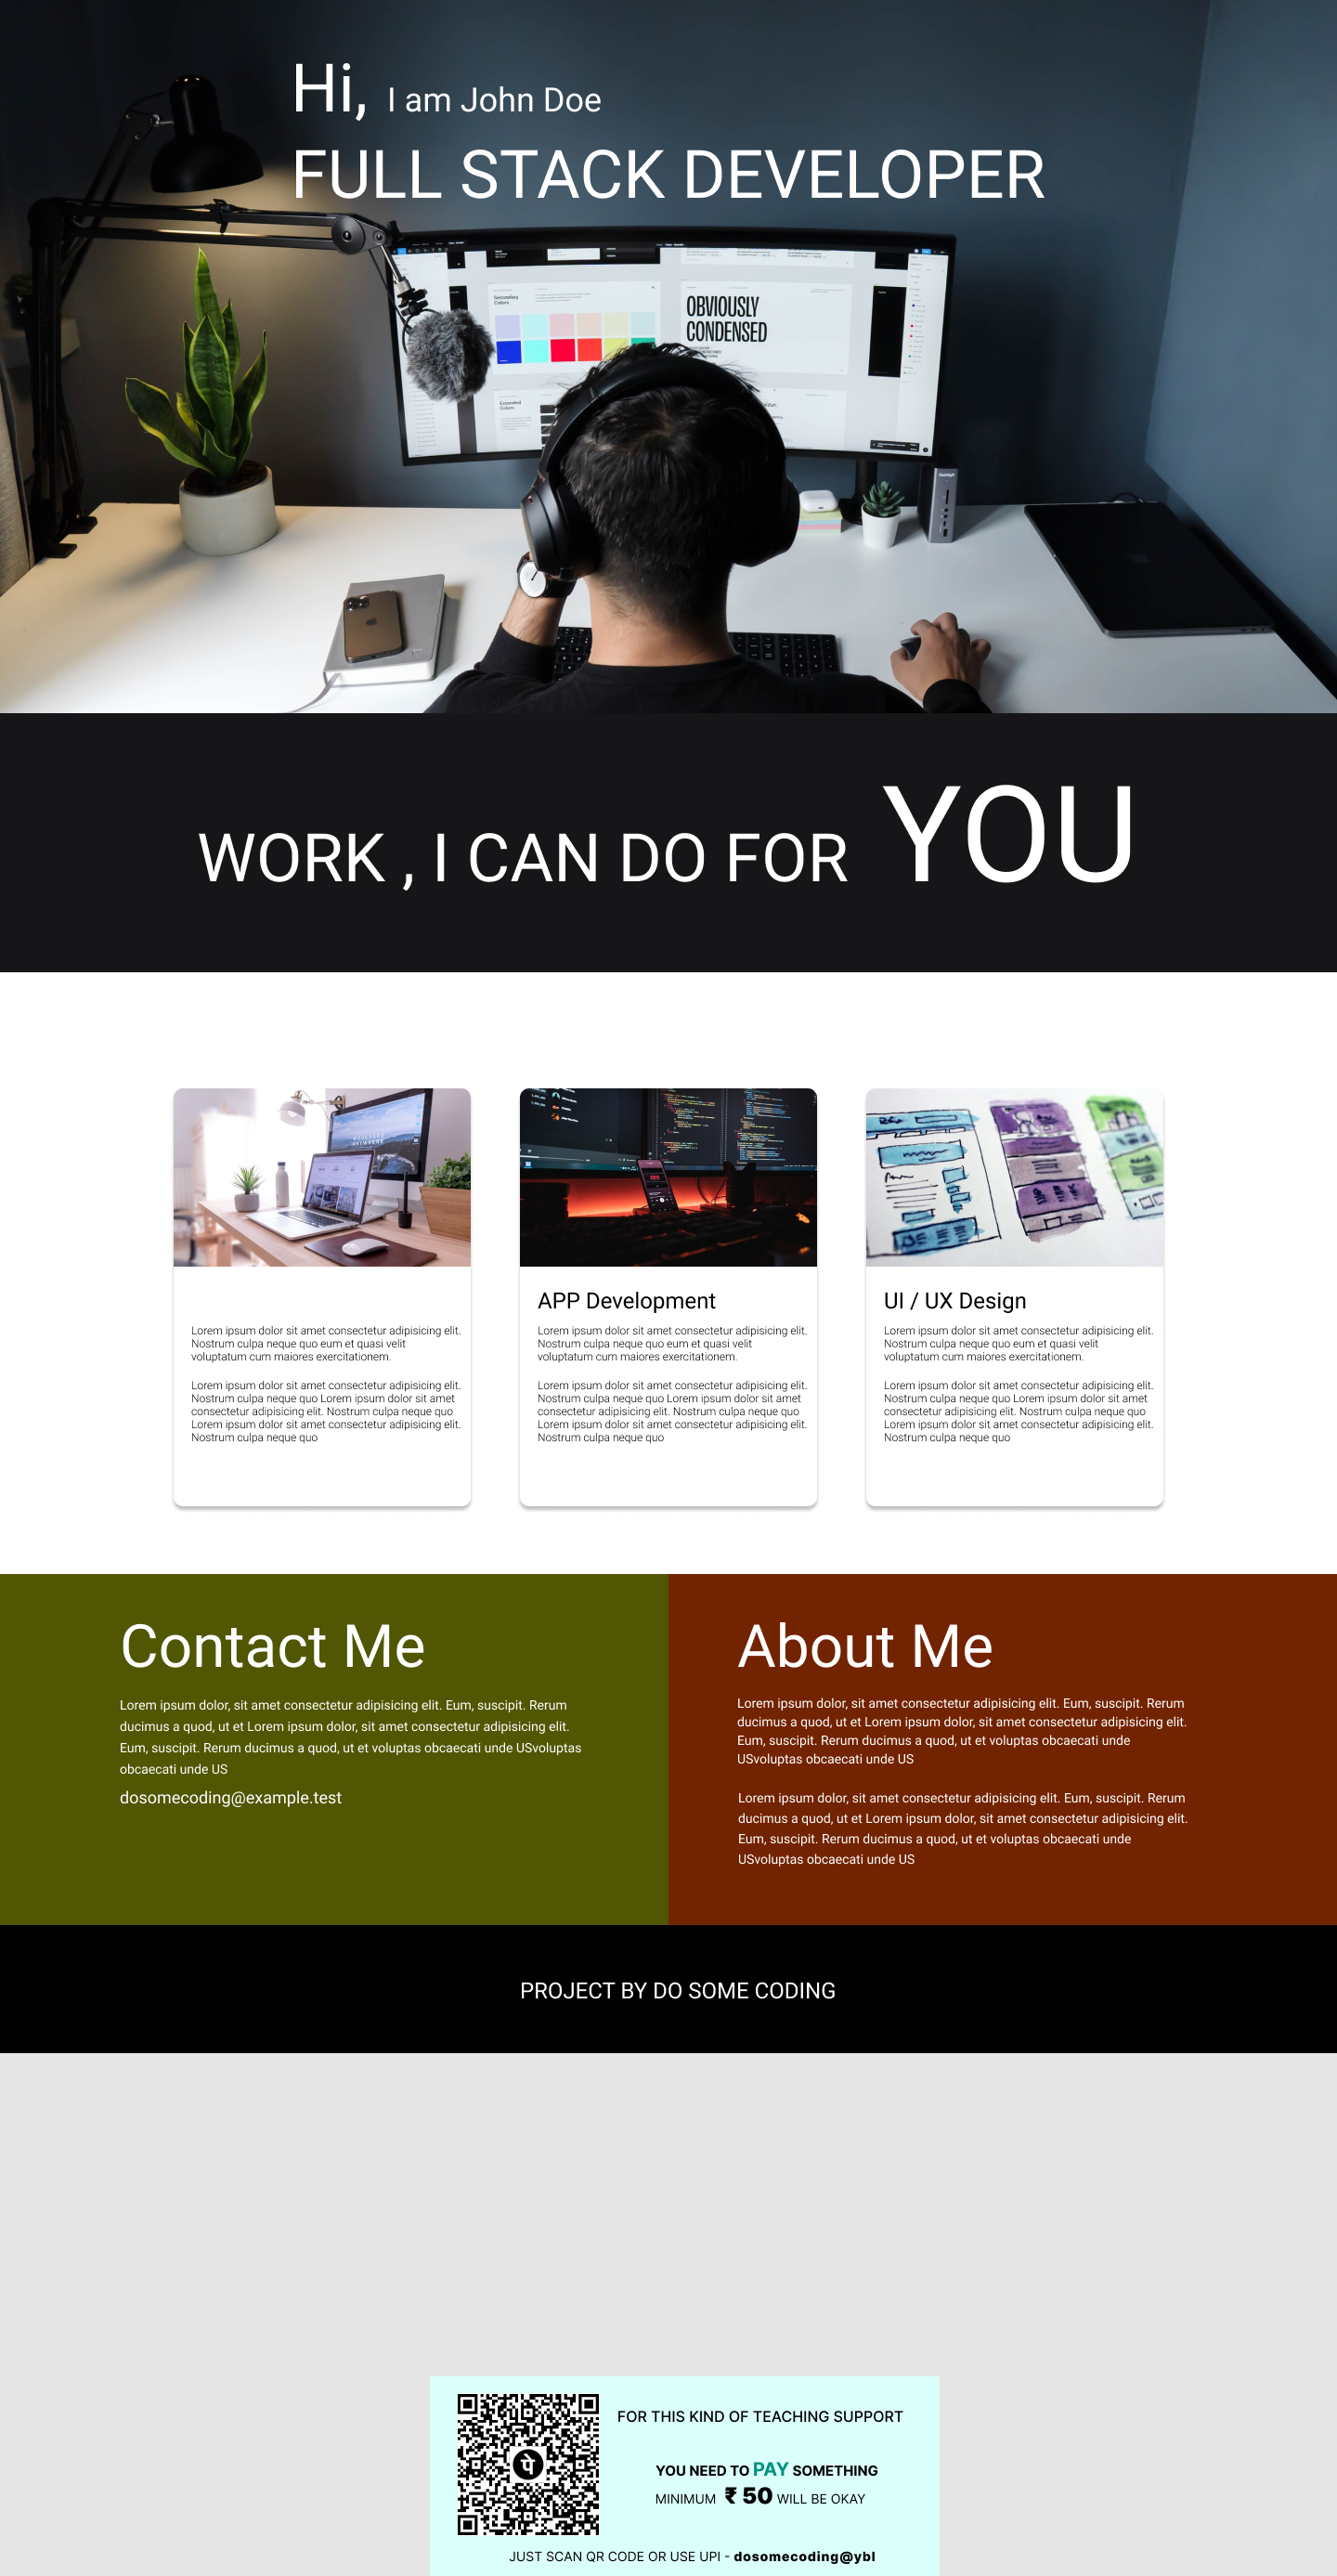 Hi, I am John Doe
FULL STACK DEVELOPER
Secondary
Colors
OBVIOUSLY
CONDENSED
Extended
Colors
WORK , I CAN DO FOR YOU
Lorem ipsum dolor sit amet consectetur adipisicing elit.
Nostrum culpa neque quo eum et quasi velit
voluptatum cum maiores exercitationem.
Lorem ipsum dolor sit amet consectetur adipisicing elit.
Nostrum culpa neque quo Lorem ipsum dolor sit amet
consectetur adipisicing elit. Nostrum culpa neque quo
Lorem ipsum dolor sit amet consectetur adipisicing elit.
Nostrum culpa neque quo
APP Development
Lorem ipsum dolor sit amet consectetur adipisicing elit.
Nostrum culpa neque quo eum et quasi velit
voluptatum cum maiores exercitationem.
Lorem ipsum dolor sit amet consectetur adipisicing elit.
Nostrum culpa neque quo Lorem ipsum dolor sit amet
consectetur adipisicing elit. Nostrum culpa neque quo
Lorem ipsum dolor sit amet consectetur adipisicing elit.
Nostrum culpa neque quo
UI / UX Design
Lorem ipsum dolor sit amet consectetur adipisicing elit.
Nostrum culpa neque quo eum et quasi velit
voluptatum cum maiores exercitationem.
Lorem ipsum dolor sit amet consectetur adipisicing elit.
Nostrum culpa neque quo Lorem ipsum dolor sit amet
consectetur adipisicing elit. Nostrum culpa neque quo
Lorem ipsum dolor sit amet consectetur adipisicing elit.
Nostrum culpa neque quo
Contact Me
Lorem ipsum dolor, sit amet consectetur adipisicing elit. Eum, suscipit. Rerum
ducimus a quod, ut et Lorem ipsum dolor, sit amet consectetur adipisicing elit.
Eum, suscipit. Rerum ducimus a quod, ut et voluptas obcaecati unde USvoluptas
obcaecati unde US
dosomecoding@example.test
About Me
Lorem ipsum dolor, sit amet consectetur adipisicing elit. Eum, suscipit. Rerum
ducimus a quod, ut et Lorem ipsum dolor, sit amet consectetur adipisicing elit.
Eum, suscipit. Rerum ducimus a quod, ut et voluptas obcaecati unde
USvoluptas obcaecati unde US
Lorem ipsum dolor, sit amet consectetur adipisicing elit. Eum, suscipit. Rerum
ducimus a quod, ut et Lorem ipsum dolor, sit amet consectetur adipisicing elit.
Eum, suscipit. Rerum ducimus a quod, ut et voluptas obcaecati unde
USvoluptas obcaecati unde US
PROJECT BY DO SOME CODING
पे
FOR THIS KIND OF TEACHING SUPPORT
YOU NEED TO PAY SOMETHING
MINIMUM ₹ 50 WILL BE OKAY
JUST SCAN QR CODE OR USE UPI - dosomecoding@ybl